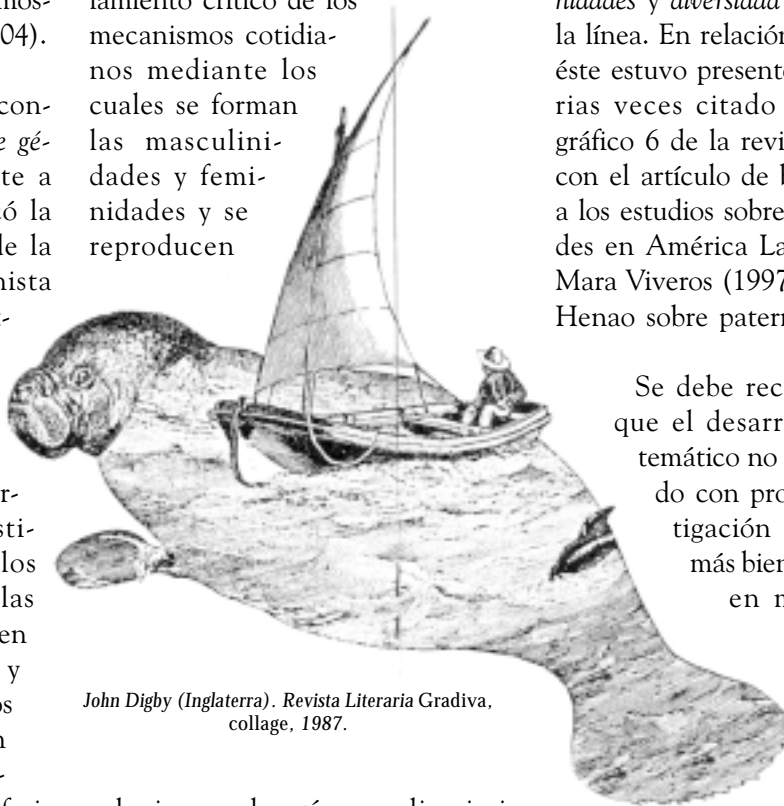 mos-
04).
con-
e gé-
te a
ó la
de la
nista
r-
sti-
los
las
en
y
os
n
crítico de los
mecanismos cotidia-
nos mediante los
cuales se forman
las masculini-
dades y femi-
nidades y se
reproducen
nidades y diversidad
la línea. En relación
éste estuvo present
rias veces citado
gráfico 6 de la revi
con el artículo de b
a los estudios sobre
des en América La
Mara Viveros (1997
Henao sobre patern
Se debe rec
que el desarr
temático no
do con pro
tigación
más bien
en m
John Digby (Inglaterra). Revista Literaria Gradiva,
collage, 1987.